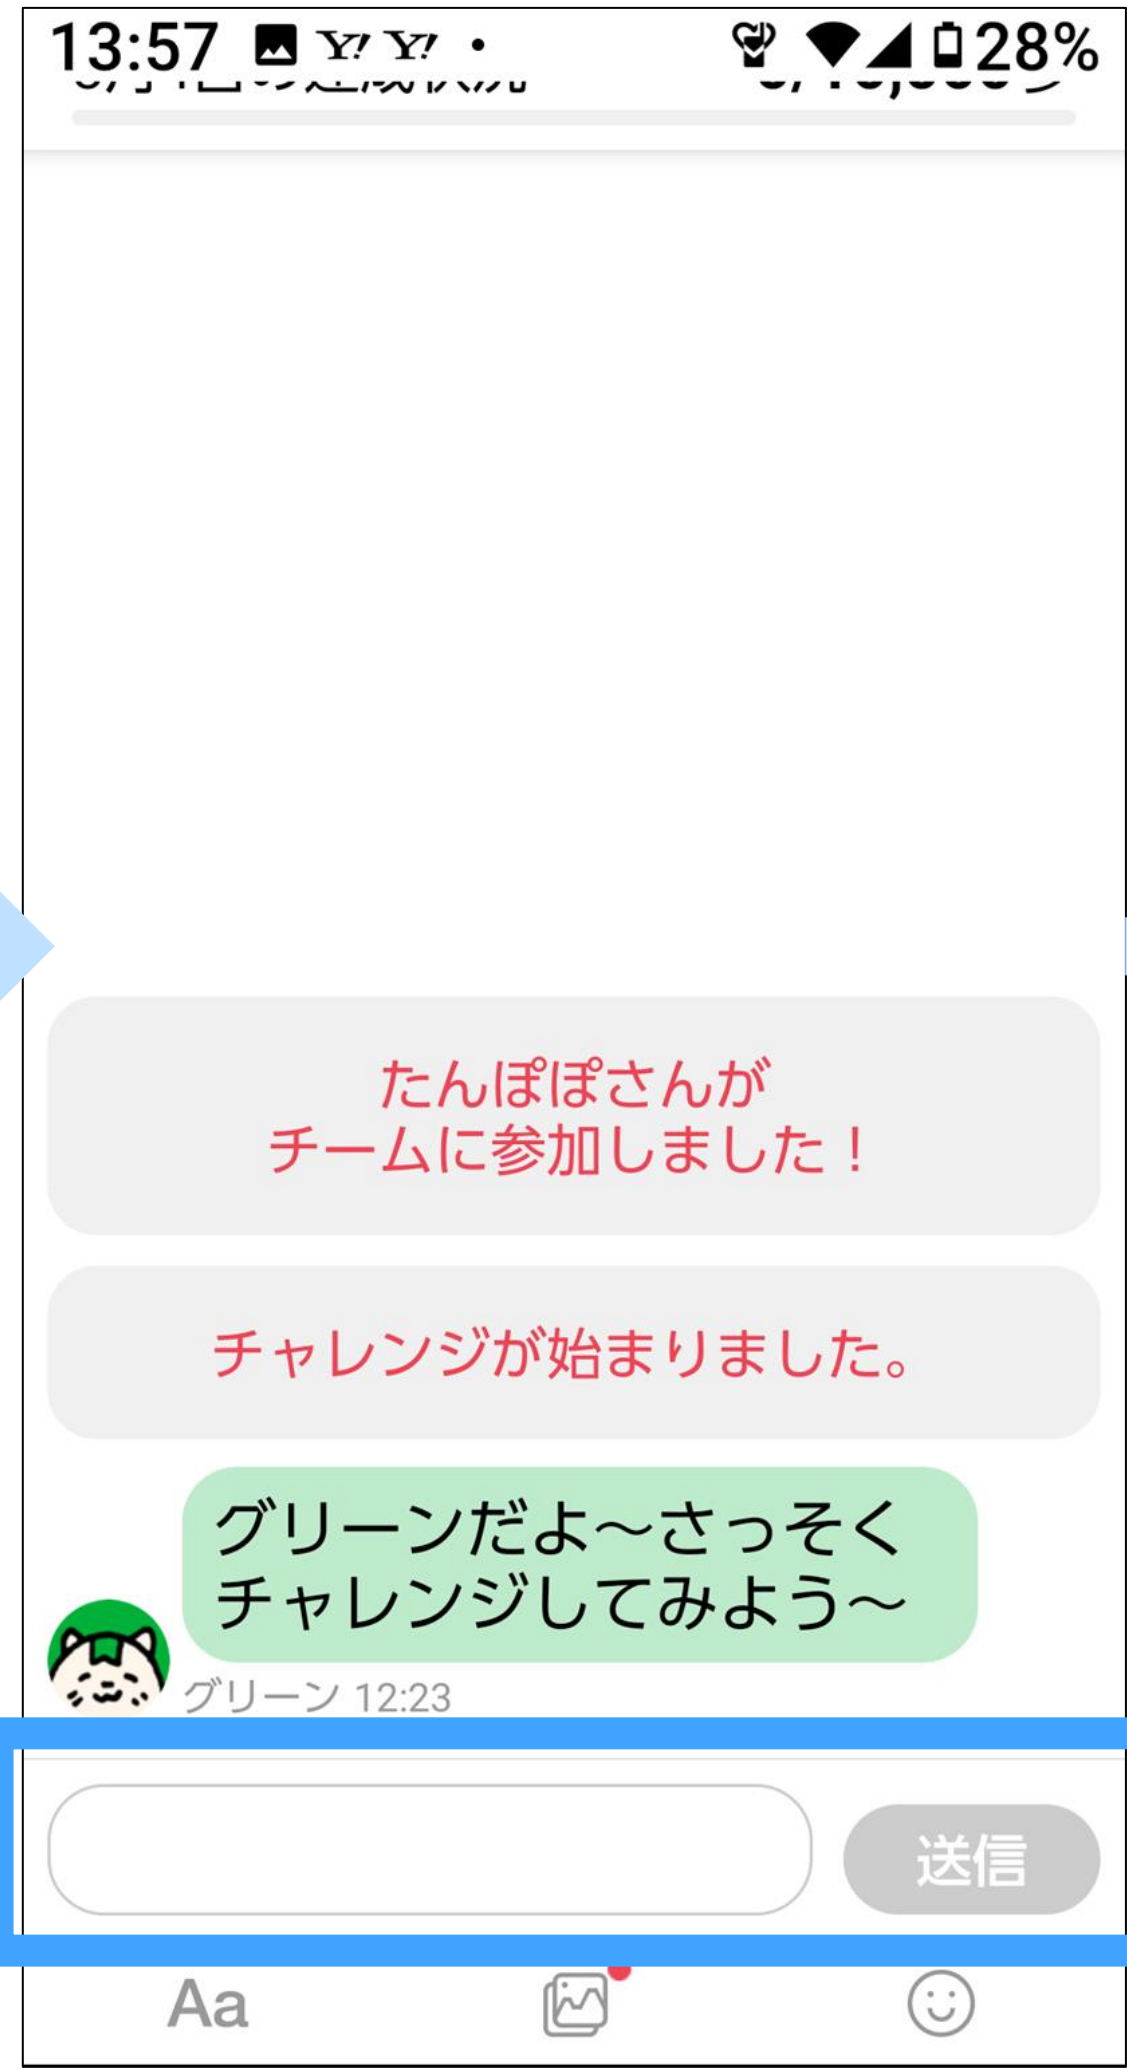 13:57 Y! Y! • 28%
たんぽぽさんが
チームに参加しました！
チャレンジが始まりました。
グリーンだよ～さっそく
チャレンジしてみよう～
グリーン 12:23
送信
Aa